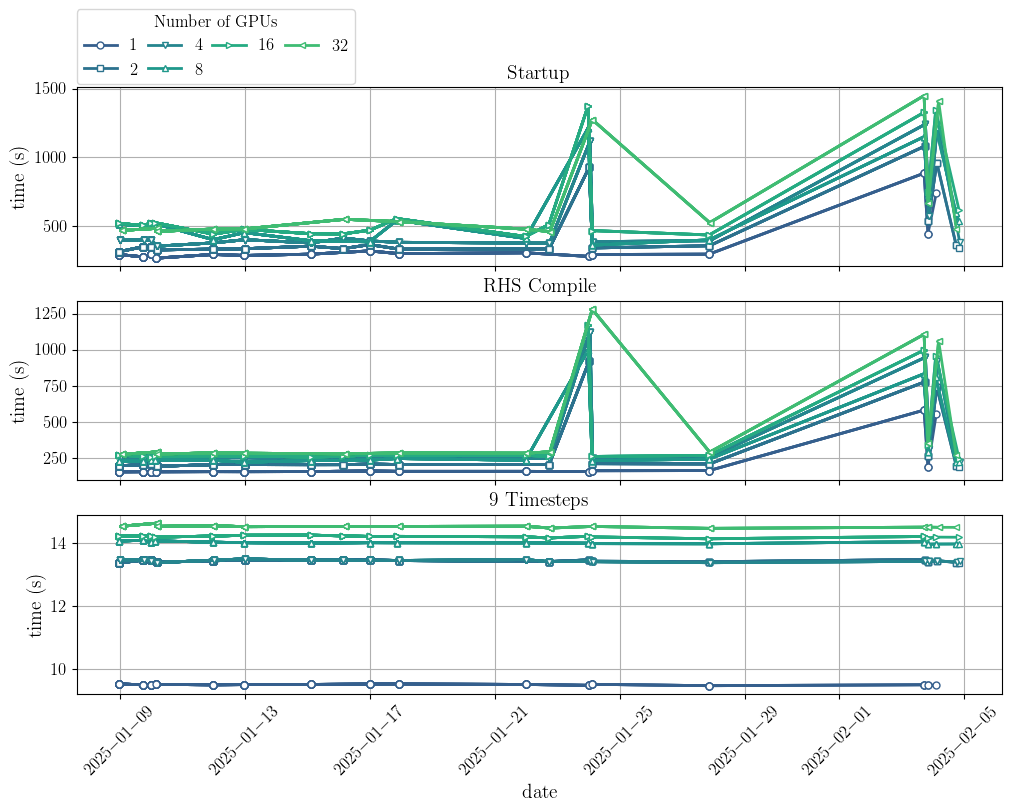 Number of GPUs
1 4 16 32
2 8
Startup
1500
1000
500
time (s)
RHS Compile
1250
1000
750
500
250
time (s)
9 Timesteps
14
12
10
time (s)
2025−01−09 2025−01−13 2025−01−17 2025−01−21 2025−01−25 2025−01−29 2025−02−01 2025−02−05
date